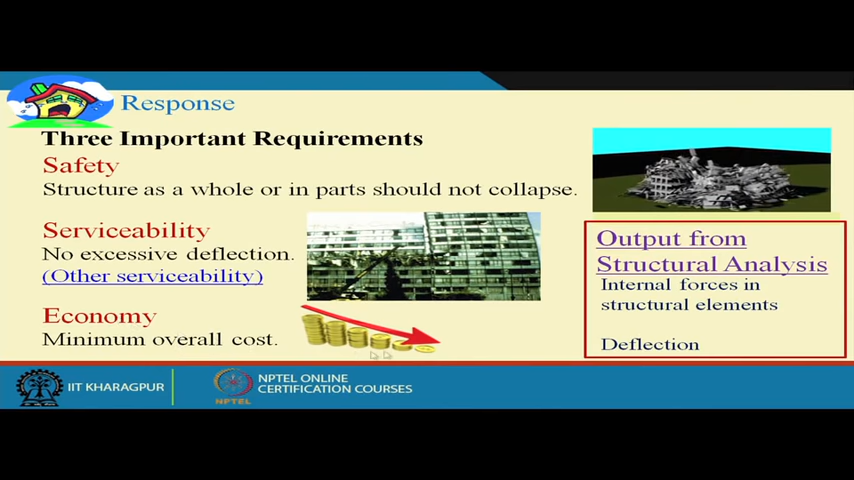 Response
Three Important Requirements
Safety
Structure as a whole or in parts should not collapse.
Serviceability
No excessive deflection.
(Other serviceability)
Economy
Minimum overall cost.
Output from
Structural Analysis
Internal forces in
structural elements
Deflection
IIT KHARAGPUR
NPTEL
NPTEL ONLINE
CERTIFICATION COURSES